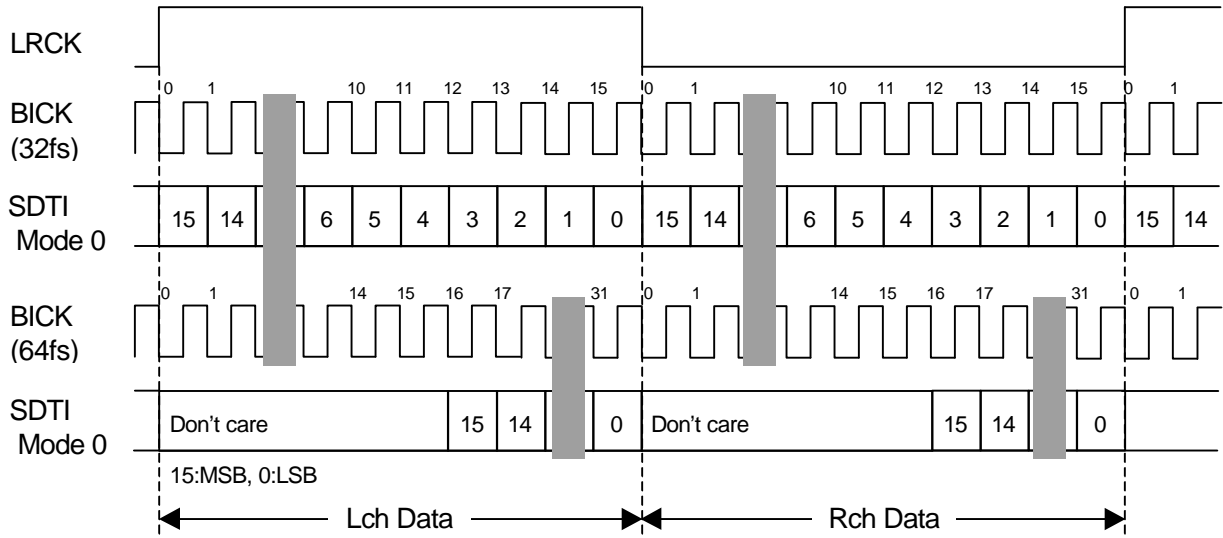 LRCK
0 1 10 11 12 13 14 15 0 1 10 11 12 13 14 15 0 1
BICK
(32fs)
SDTI
Mode 0
15 14 6 5 4 3 2 1 0 15 14 6 5 4 3 2 1 0 15 14
0 1 14 15 16 17 31 0 1 14 15 16 17 31 0 1
BICK
(64fs)
SDTI
Mode 0
Don't care 15 14 0 Don't care 15 14 0
15:MSB, 0:LSB
Lch Data Rch Data